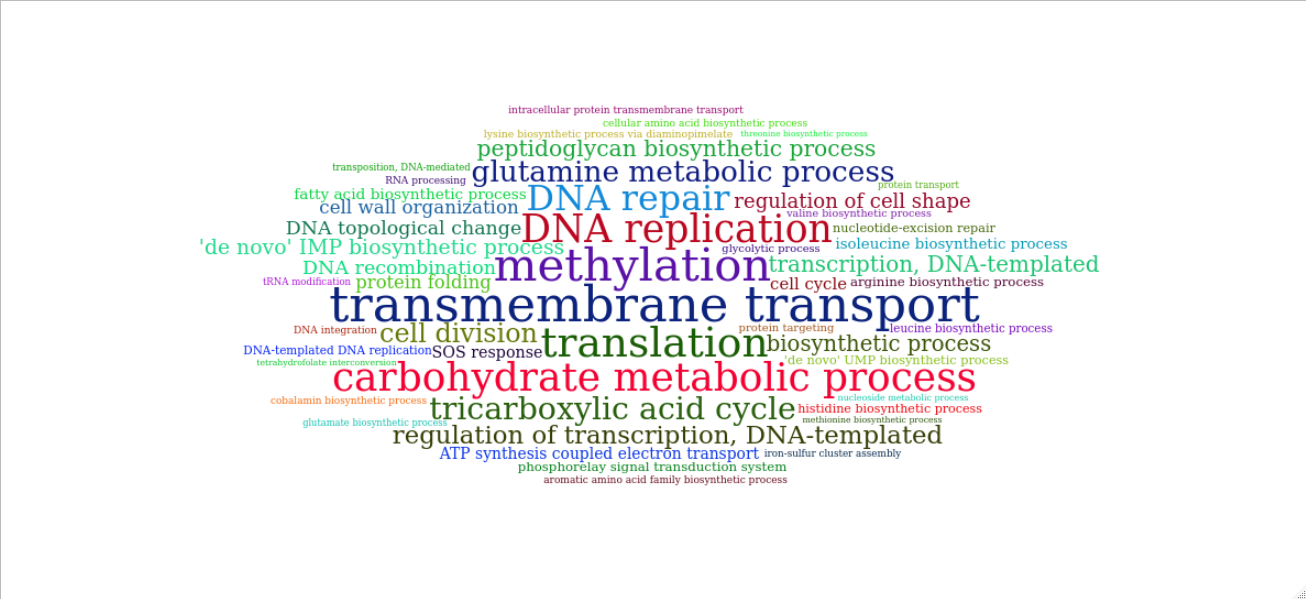 intracellular protein transmembrane transport
cellular amino acid biosynthetic process
lysine biosynthetic process via diaminopimelate
threonine biosynthetic process
peptidoglycan biosynthetic process
transposition, DNA-mediated
glutamine metabolic process
RNA processing
protein transport
fatty acid biosynthetic process
DNA repair
regulation of cell shape
cell wall organization
valine biosynthetic process
DNA topological change
DNA replication
nucleotide-excision repair
'de novo' IMP biosynthetic process
glycolytic process
isoleucine biosynthetic process
DNA recombination
methylation
transcription, DNA-templated
tRNA modification
protein folding
cell cycle
arginine biosynthetic process
transmembrane transport
DNA integration
cell division
protein targeting
leucine biosynthetic process
DNA-templated DNA replication
SOS response
translation
biosynthetic process
tetrahydrofolate interconversion
'de novo' UMP biosynthetic process
carbohydrate metabolic process
cobalamin biosynthetic process
nucleoside metabolic process
tricarboxylic acid cycle
histidine biosynthetic process
glutamate biosynthetic process
methionine biosynthetic process
regulation of transcription, DNA-templated
ATP synthesis coupled electron transport
iron-sulfur cluster assembly
phosphorelay signal transduction system
aromatic amino acid family biosynthetic process